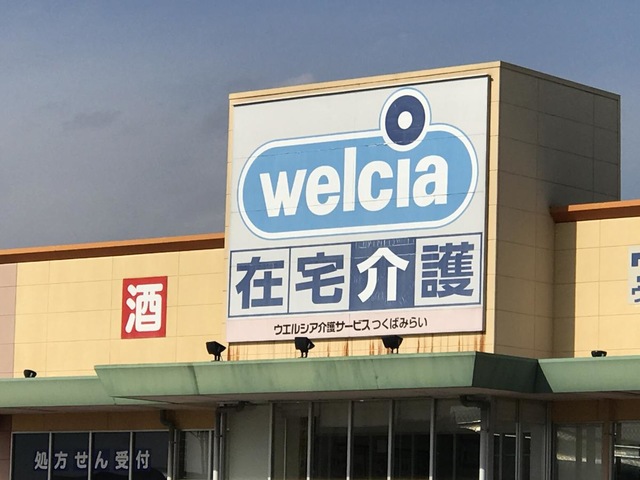 welcia
在宅介護
ウエルシア介護サービスつくばみらい
酒
処方せん受付